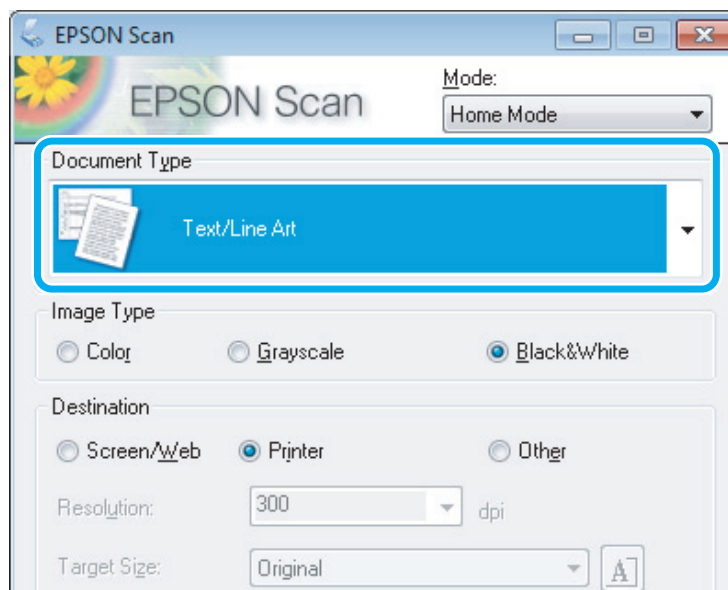 EPSON Scan
EPSON Scan
Mode:
Home Mode
Document Type
Text/Line Art
Image Type
Color Grayscale Black&White
Destination
Screen/Web Printer Other
Resolution: 300 dpi
Target Size: Original A